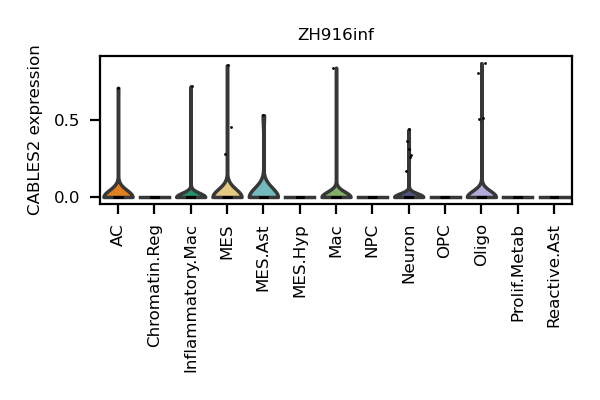 ZH916inf
CABLES2 expression
0.5
0.0
AC
Chromatin.Reg
Inflammatory.Mac
MES
MES.Ast
MES.Hyp
Mac
NPC
Neuron
OPC
Oligo
Prolif.Metab
Reactive.Ast